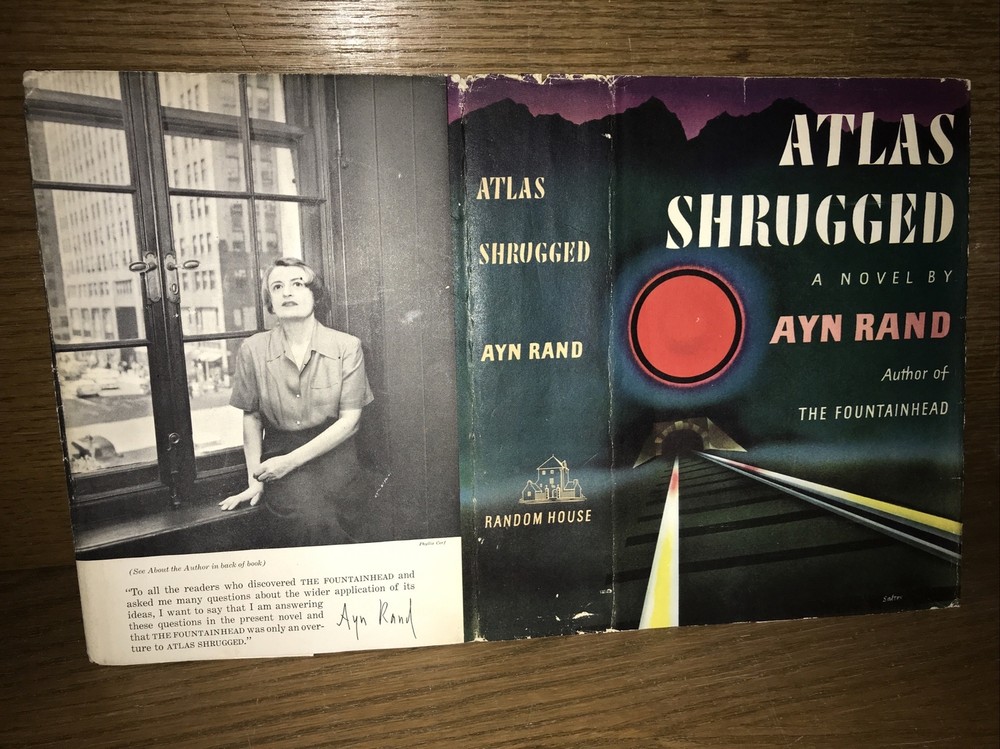 Phyllis Cerf
(See About the Author in back of book)
"To all the readers who discovered THE FOUNTAINHEAD and
asked me many questions about the wider application of its
ideas, I want to say that I am answering
these questions in the present novel and
that THE FOUNTAINHEAD was only an over-
ture to ATLAS SHRUGGED."
Ayn Rand
ATLAS
SHRUGGED
AYN RAND
RANDOM HOUSE
ATLAS
SHRUGGED
A NOVEL BY
AYN RAND
Author of
THE FOUNTAINHEAD
Salter